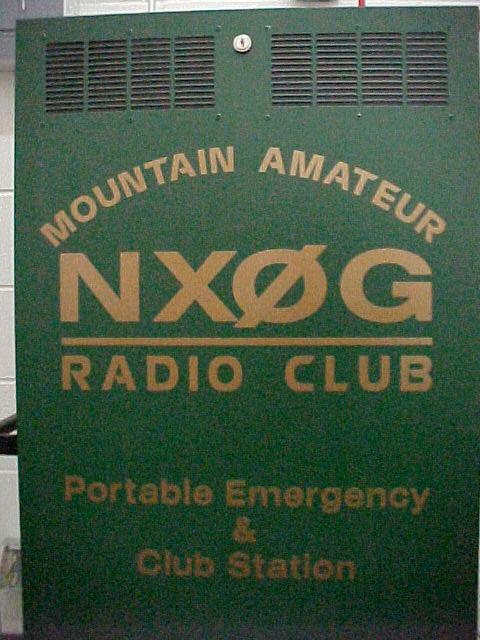 MOUNTAIN AMATEUR
NXØG
RADIO CLUB
Portable Emergency
&
Club Station